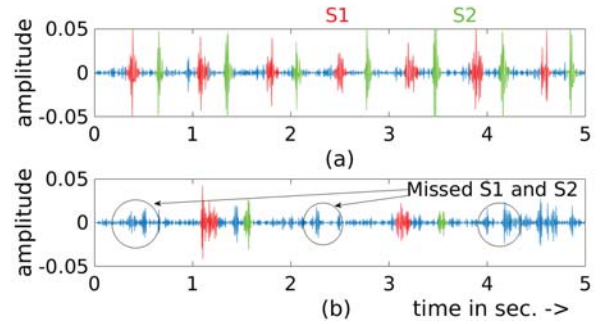 S1 S2
0.05
0
-0.05
amplitude
0 1 2 3 4 5
(a)
0.05
0
-0.05
amplitude
Missed S1 and S2
0 1 2 3 4 5
(b) time in sec. ->